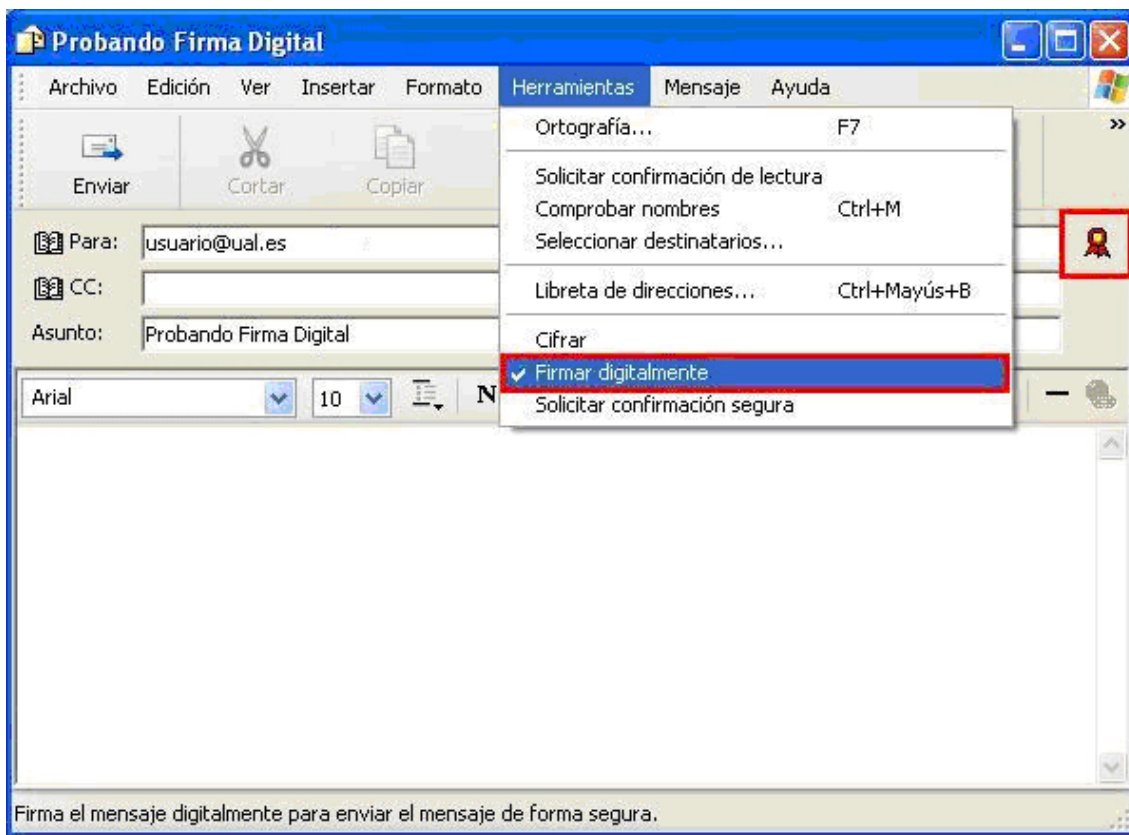 Probando Firma Digital
Archivo Edición Ver Insertar Formato Herramientas Mensaje Ayuda
Enviar Cortar Copiar
Ortografía... F7
Solicitar confirmación de lectura
Comprobar nombres Ctrl+M
Seleccionar destinatarios...
Libreta de direcciones... Ctrl+Mayús+B
Cifrar
Firmar digitalmente
Solicitar confirmación segura
Para: usuario@ual.es
CC:
Asunto: Probando Firma Digital
Arial 10 N
Firma el mensaje digitalmente para enviar el mensaje de forma segura.